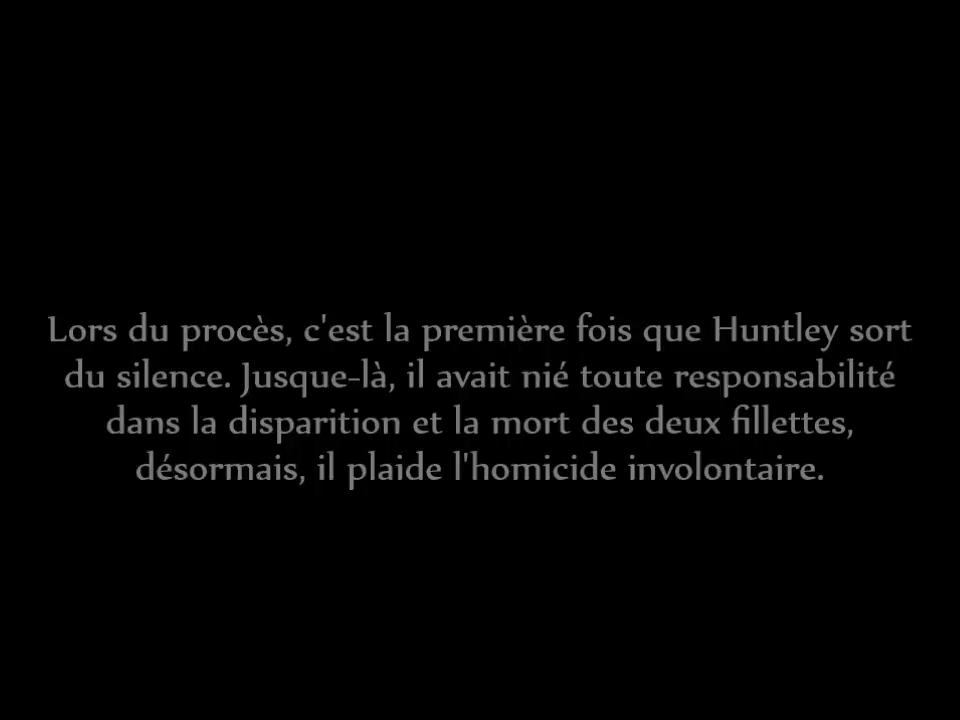 Lors du procès, c'est la première fois que Huntley sort
du silence. Jusque-là, il avait nié toute responsabilité
dans la disparition et la mort des deux fillettes,
désormais, il plaide l'homicide involontaire.